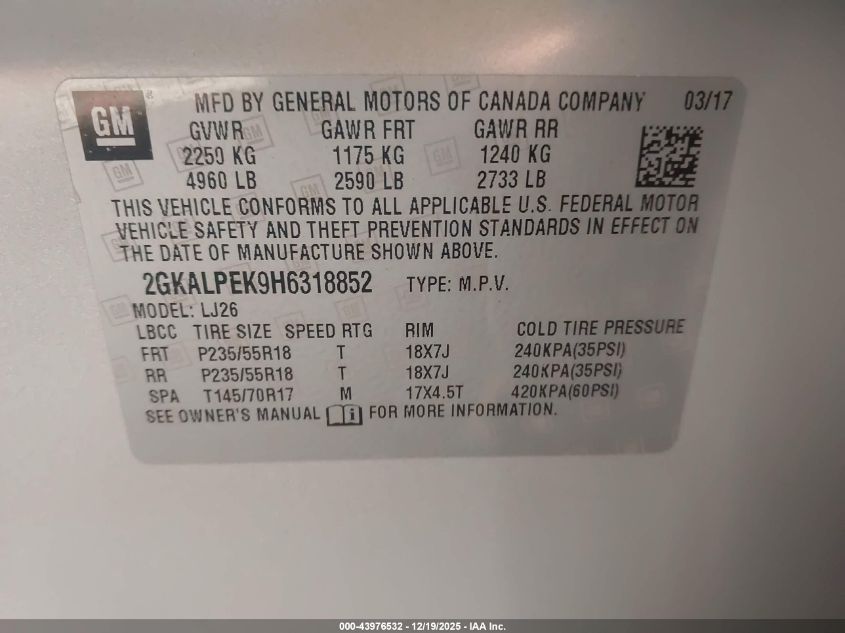 GM
MFD BY GENERAL MOTORS OF CANADA COMPANY 03/17
GVWR GAWR FRT GAWR RR
2250 KG 1175 KG 1240 KG
4960 LB 2590 LB 2733 LB
THIS VEHICLE CONFORMS TO ALL APPLICABLE U.S. FEDERAL MOTOR
VEHICLE SAFETY AND THEFT PREVENTION STANDARDS IN EFFECT ON
THE DATE OF MANUFACTURE SHOWN ABOVE.
2GKALPEK9H6318852 TYPE: M.P.V.
MODEL: LJ26
LBCC TIRE SIZE SPEED RTG RIM COLD TIRE PRESSURE
FRT P235/55R18 T 18X7J 240KPA(35PSI)
RR P235/55R18 T 18X7J 240KPA(35PSI)
SPA T145/70R17 M 17X4.5T 420KPA(60PSI)
SEE OWNER'S MANUAL FOR MORE INFORMATION.
000-43976532 - 12/19/2025 - IAA Inc.